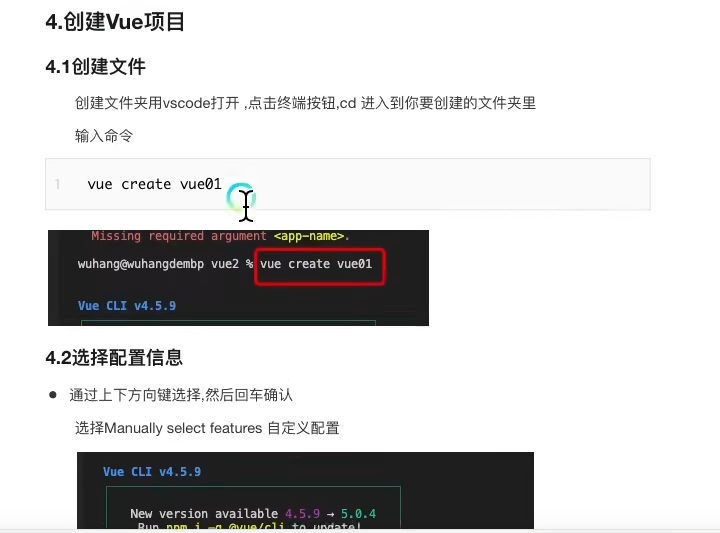 4.创建Vue项目
4.1创建文件
创建文件夹用vscode打开 ,点击终端按钮,cd 进入到你要创建的文件夹里
输入命令
1 vue create vue01
Missing required argument <app-name>.
wuhang@wuhangdembp vue2 % vue create vue01
Vue CLI v4.5.9
4.2选择配置信息
● 通过上下方向键选择,然后回车确认
选择Manually select features 自定义配置
Vue CLI v4.5.9
New version available 4.5.9 → 5.0.4
Run npm i -g @vue/cli to update!